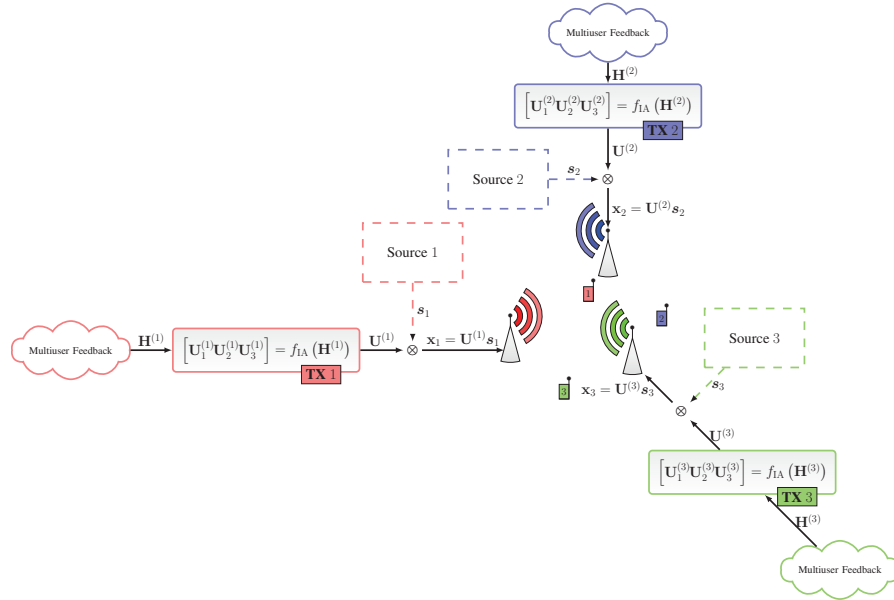 Multiuser Feedback
H^(2)
[U_1^(2) U_2^(2) U_3^(2)] = f_IA (H^(2))
TX 2
U^(2)
Source 2
s_2
⊗
x_2 = U^(2) s_2
Source 1
s_1
1
2
Source 3
Multiuser Feedback
H^(1)
[U_1^(1) U_2^(1) U_3^(1)] = f_IA (H^(1))
TX 1
U^(1)
⊗
x_1 = U^(1) s_1
3
x_3 = U^(3) s_3
s_3
⊗
U^(3)
[U_1^(3) U_2^(3) U_3^(3)] = f_IA (H^(3))
TX 3
H^(3)
Multiuser Feedback